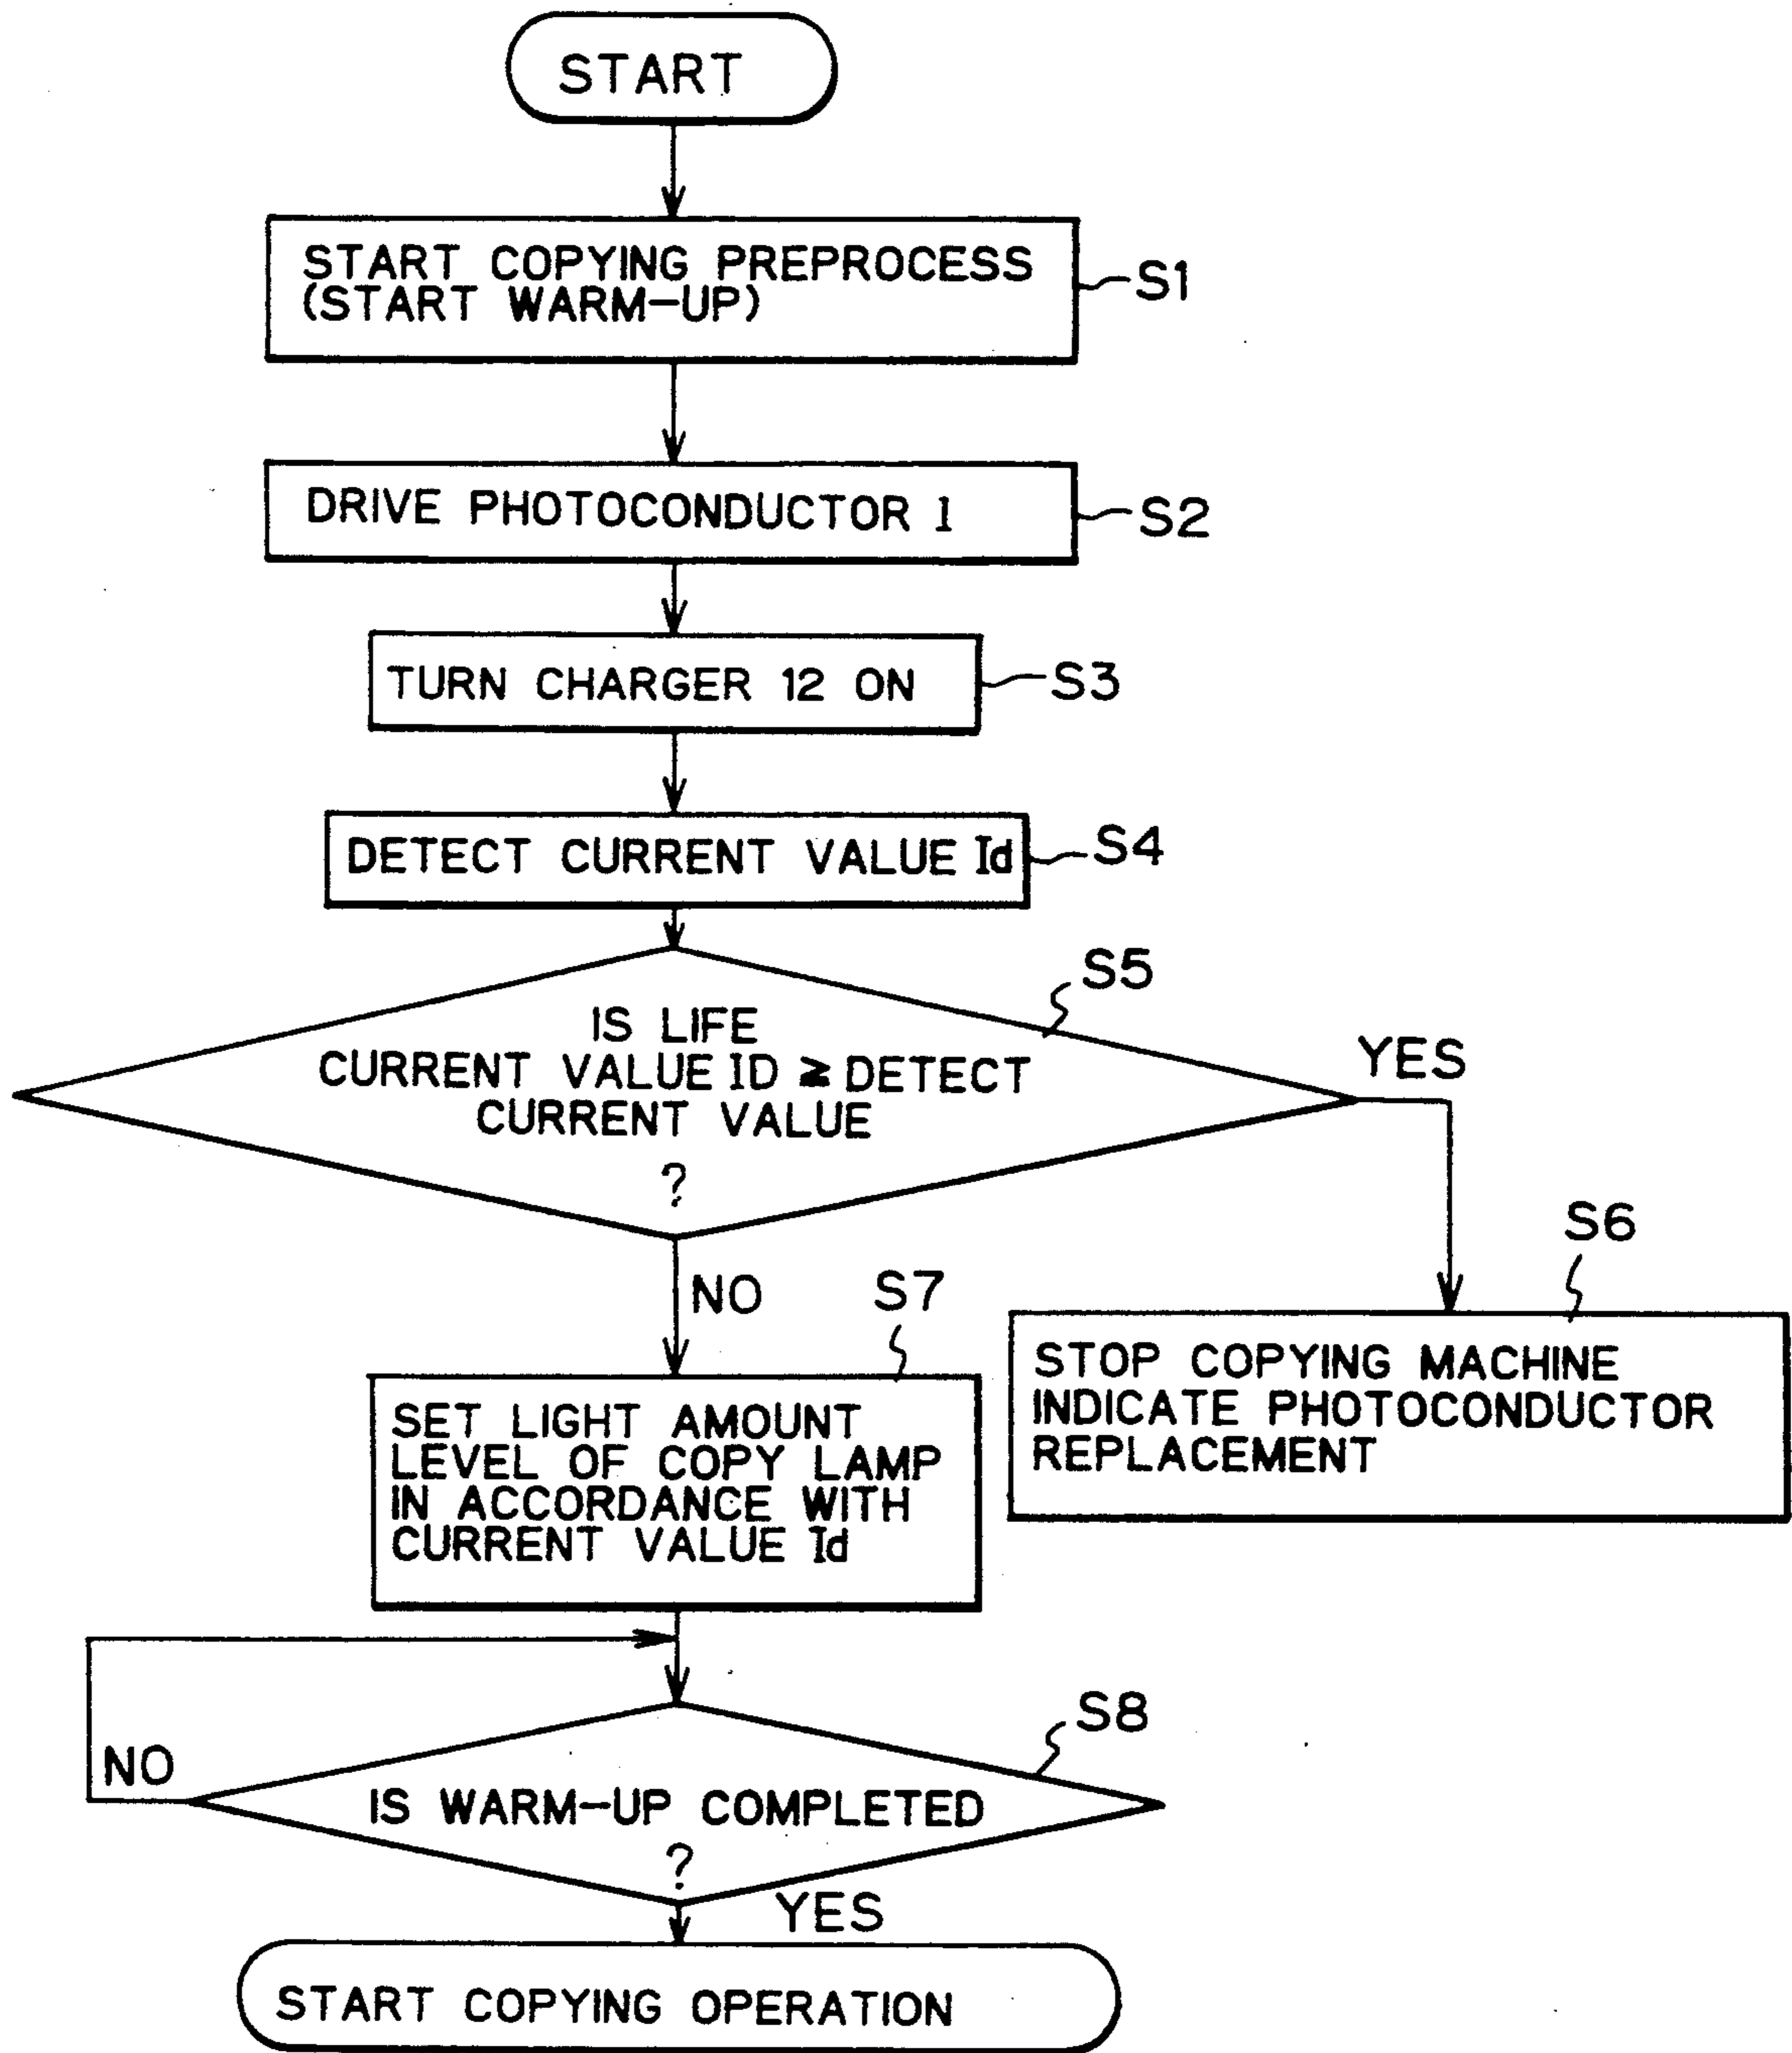 START
START COPYING PREPROCESS
(START WARM-UP)
S1
DRIVE PHOTOCONDUCTOR 1
S2
TURN CHARGER 12 ON
S3
DETECT CURRENT VALUE Id
S4
S5
IS LIFE
CURRENT VALUE ID ≧ DETECT
CURRENT VALUE
?
YES
NO
S6
STOP COPYING MACHINE
INDICATE PHOTOCONDUCTOR
REPLACEMENT
S7
SET LIGHT AMOUNT
LEVEL OF COPY LAMP
IN ACCORDANCE WITH
CURRENT VALUE Id
S8
NO
IS WARM-UP COMPLETED
?
YES
START COPYING OPERATION